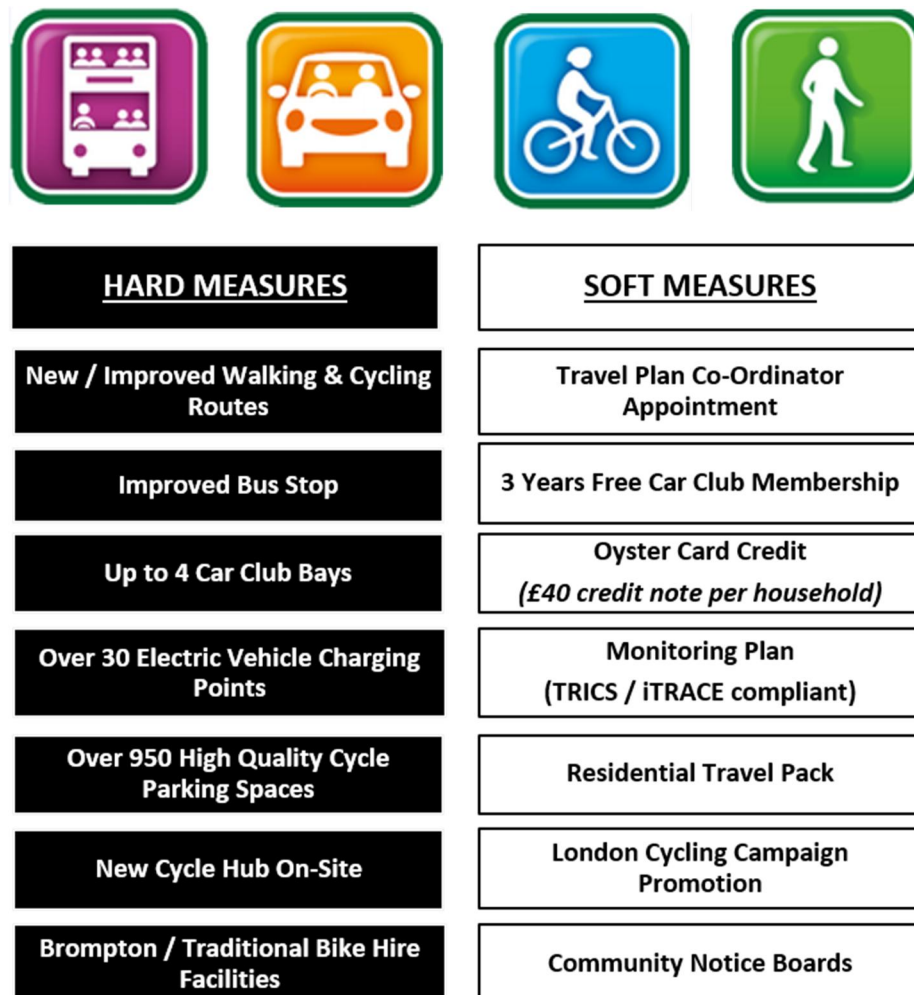 HARD MEASURES
New / Improved Walking & Cycling
Routes
Improved Bus Stop
Up to 4 Car Club Bays
Over 30 Electric Vehicle Charging
Points
Over 950 High Quality Cycle
Parking Spaces
New Cycle Hub On-Site
Brompton / Traditional Bike Hire
Facilities
SOFT MEASURES
Travel Plan Co-Ordinator
Appointment
3 Years Free Car Club Membership
Oyster Card Credit
(£40 credit note per household)
Monitoring Plan
(TRICS / iTRACE compliant)
Residential Travel Pack
London Cycling Campaign
Promotion
Community Notice Boards